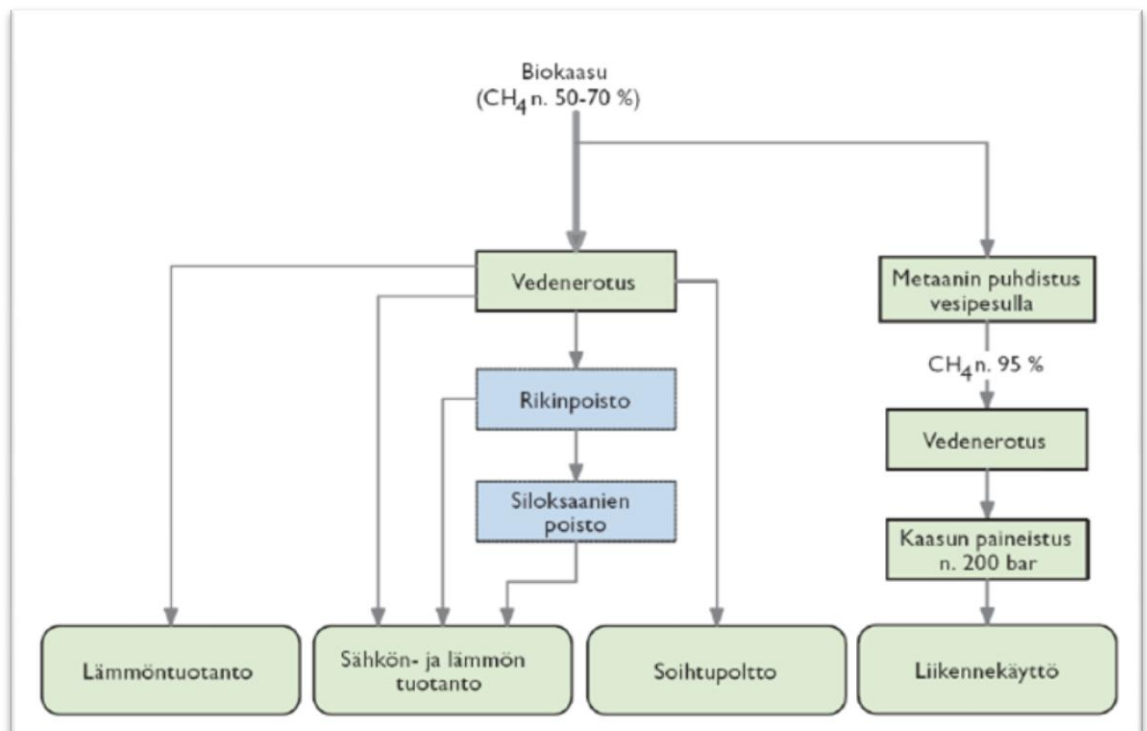 Biokaasu
(CH4 n. 50-70 %)
Vedenerotus
Metaanin puhdistus
vesipesulla
CH4 n. 95 %
Rikinpoisto
Vedenerotus
Siloksaanien
poisto
Kaasun paineistus
n. 200 bar
Lämmöntuotanto
Sähkön- ja lämmön
tuotanto
Soihtupoltto
Liikennekäyttö